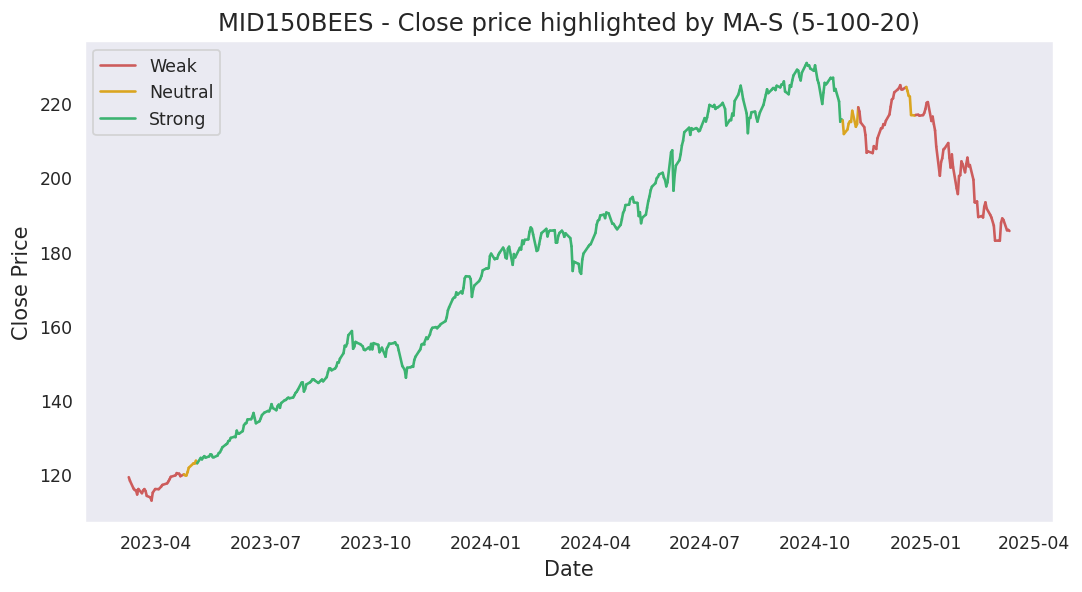 MID150BEES - Close price highlighted by MA-S (5-100-20)
Weak
Neutral
Strong
Close Price
220
200
180
160
140
120
2023-04 2023-07 2023-10 2024-01 2024-04 2024-07 2024-10 2025-01 2025-04
Date